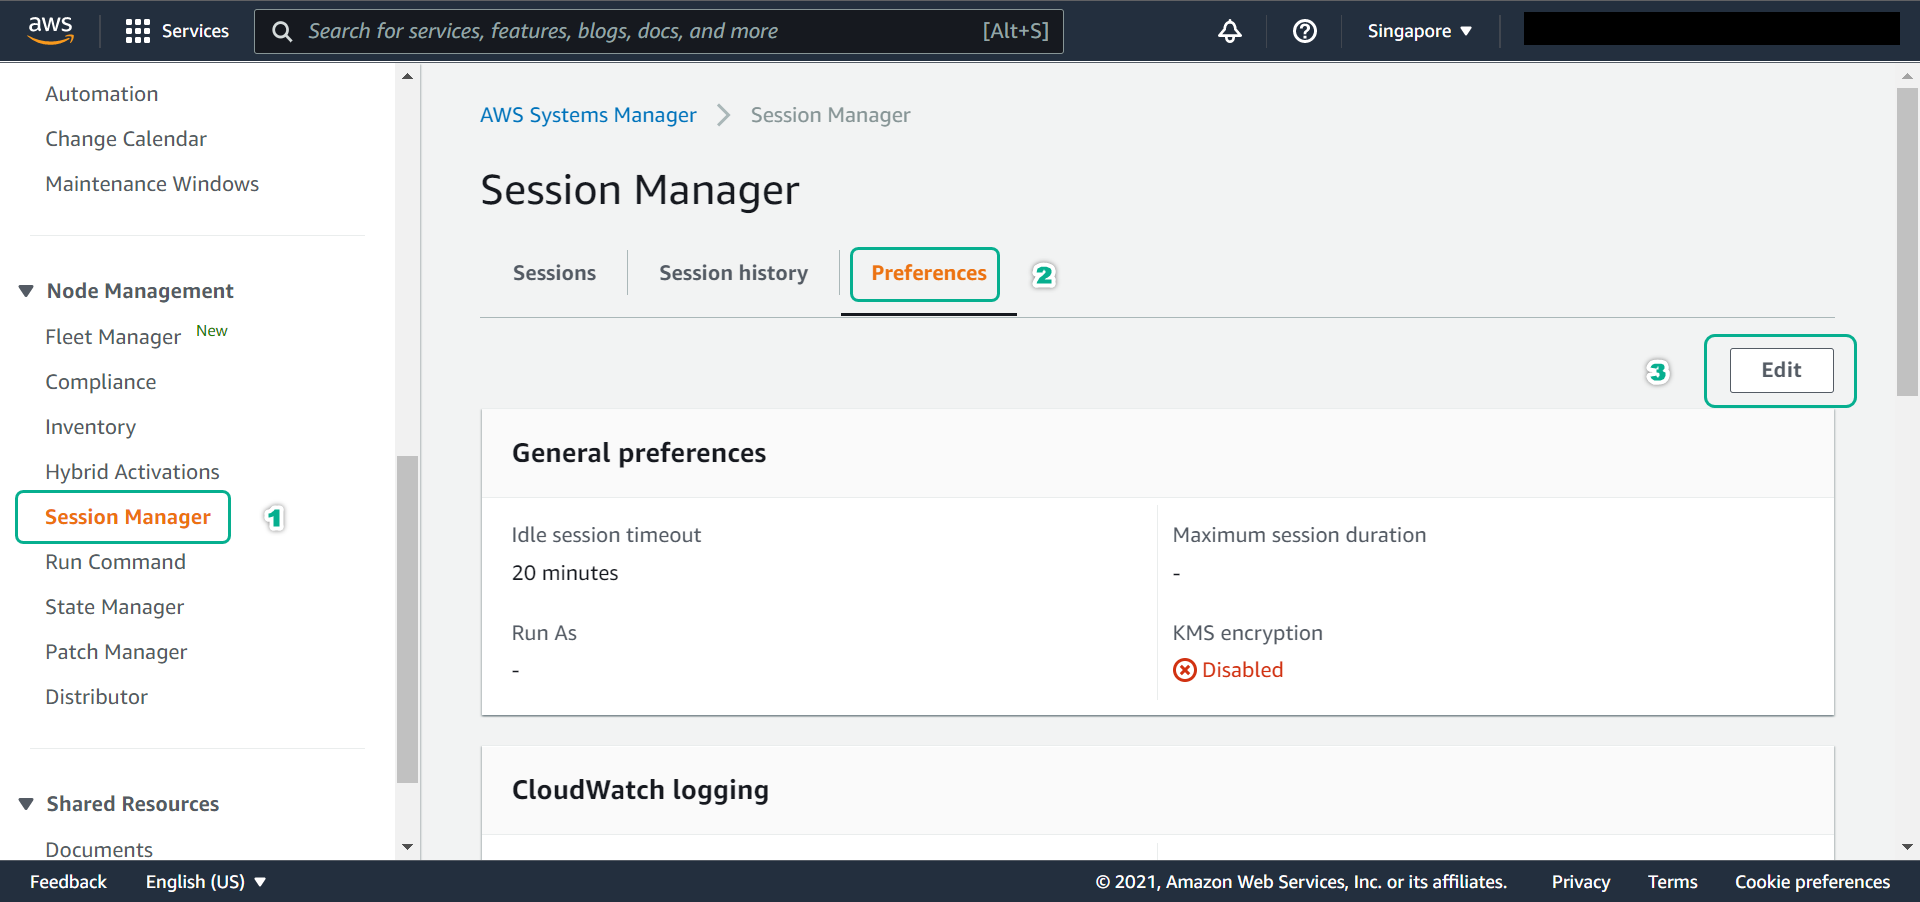 aws
Services
Search for services, features, blogs, docs, and more [Alt+S]
Singapore
Automation
Change Calendar
Maintenance Windows
Node Management
Fleet Manager New
Compliance
Inventory
Hybrid Activations
Session Manager 1
Run Command
State Manager
Patch Manager
Distributor
Shared Resources
Documents
AWS Systems Manager > Session Manager
Session Manager
Sessions Session history Preferences 2
3 Edit
General preferences
Idle session timeout
20 minutes
Maximum session duration
-
Run As
-
KMS encryption
Disabled
CloudWatch logging
Feedback English (US) © 2021, Amazon Web Services, Inc. or its affiliates. Privacy Terms Cookie preferences